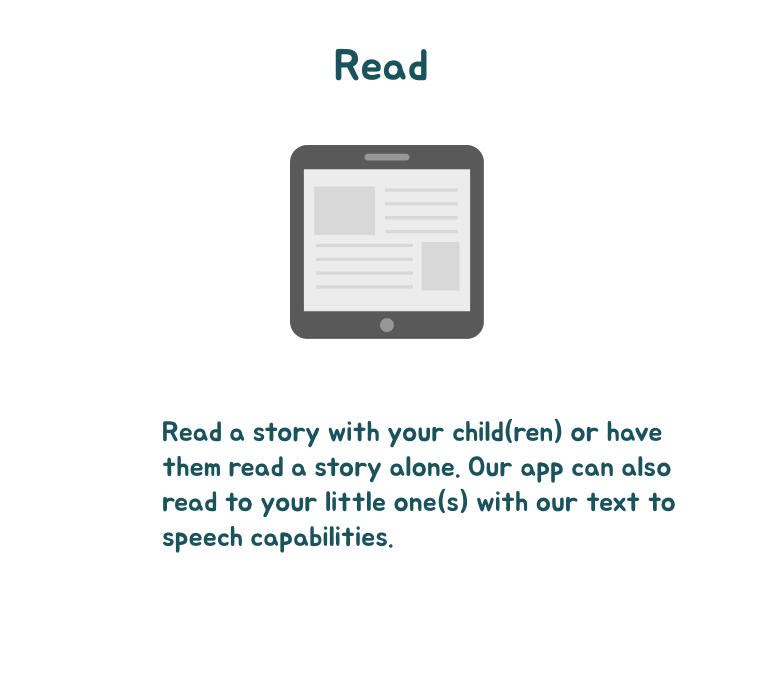 Read
Read a story with your child(ren) or have
them read a story alone. Our app can also
read to your little one(s) with our text to
speech capabilities.